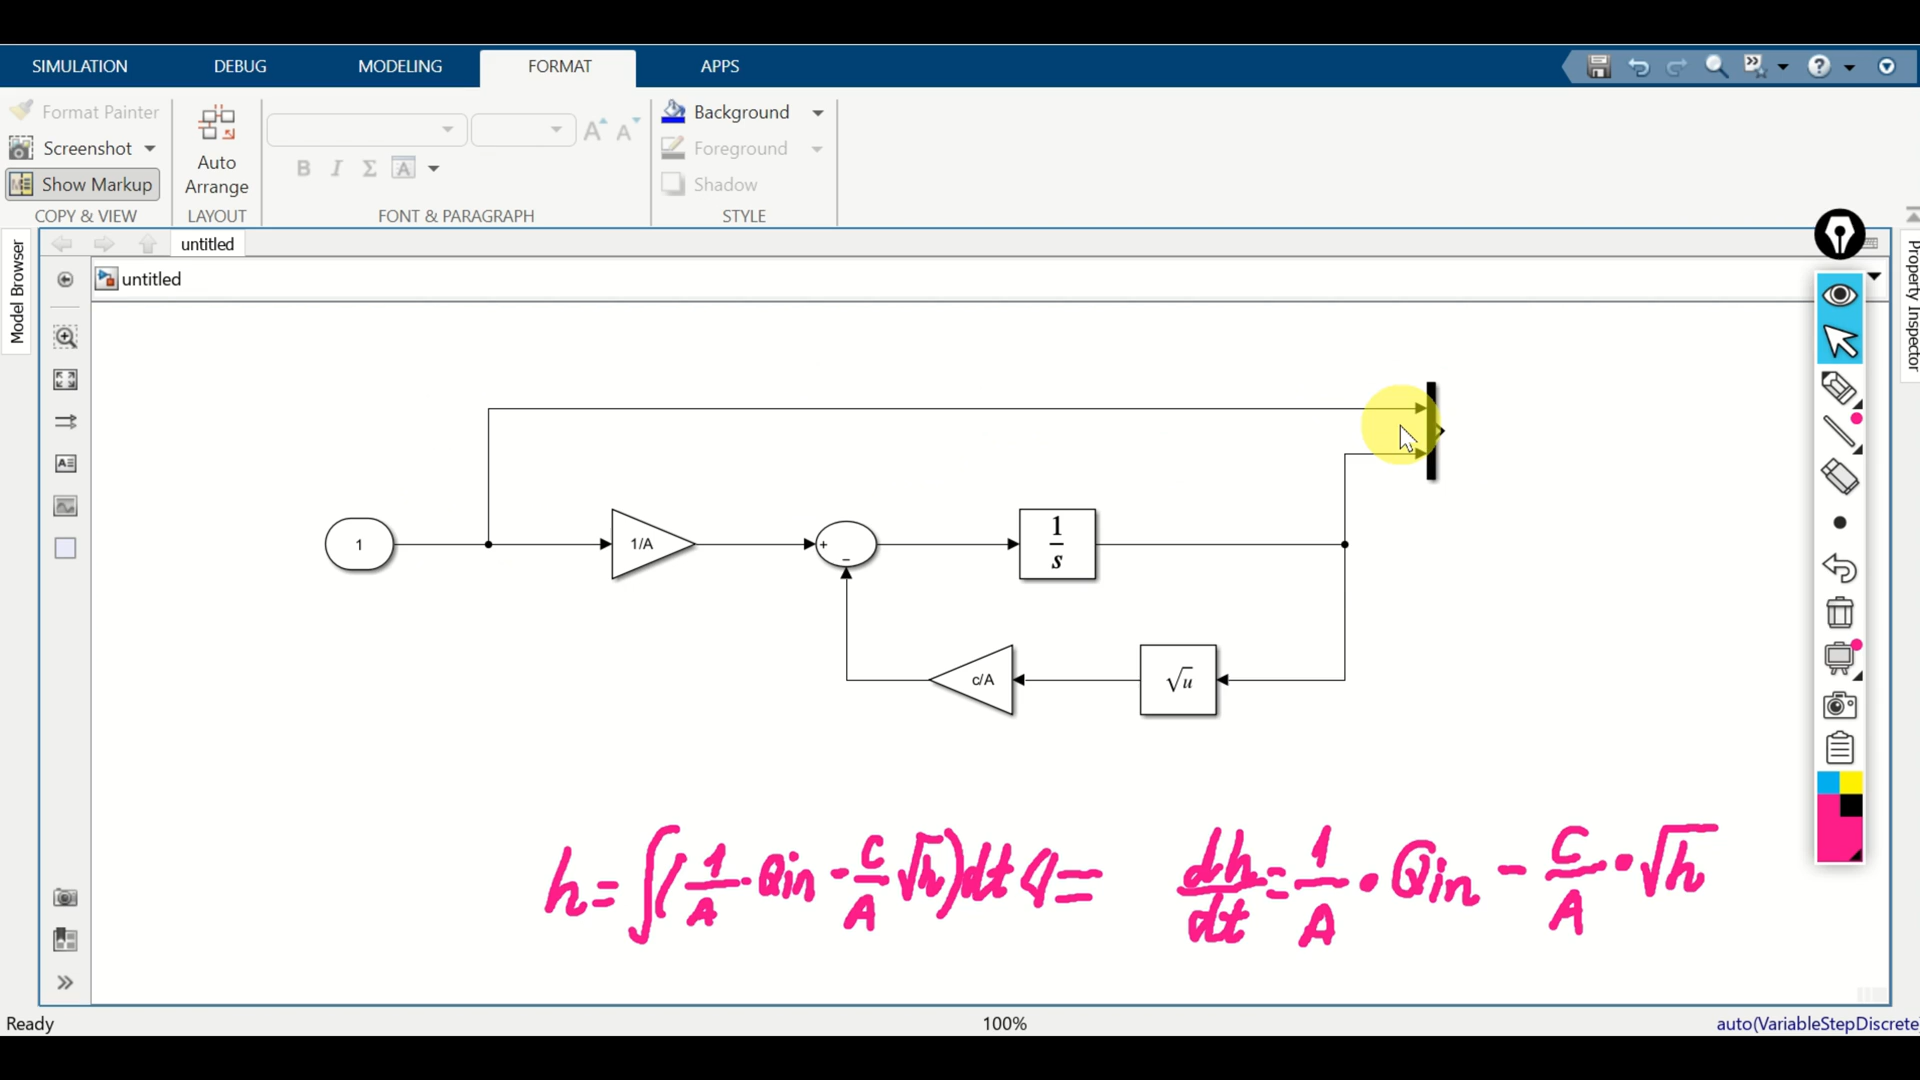 SIMULATION DEBUG MODELING FORMAT APPS
Format Painter
Screenshot
Show Markup
COPY & VIEW
Auto
Arrange
LAYOUT
A A
B I Σ A
FONT & PARAGRAPH
Background
Foreground
Shadow
STYLE
Model Browser
untitled
untitled
Property Inspector
1
1/A
+
−
1
s
c/A
√u
h = ∫(1/A · Qin - c/A √h)dt
dh/dt = 1/A · Qin - c/A · √h
Ready
100%
auto(VariableStepDiscrete